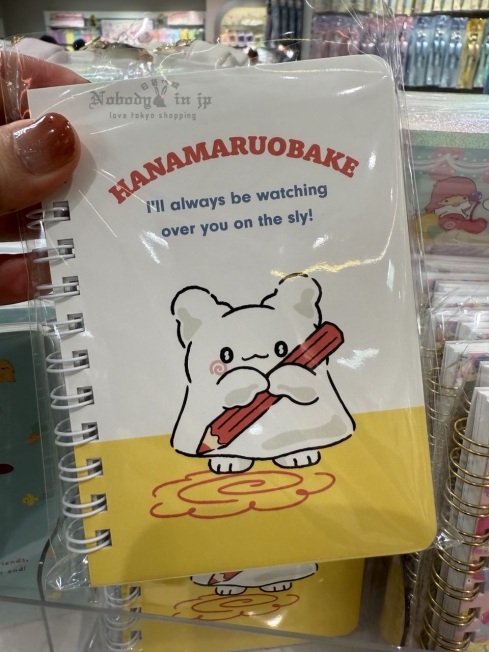 Nobody in jp
love tokyo shopping
HANAMARUOBAKE
I'll always be watching
over you on the sly!